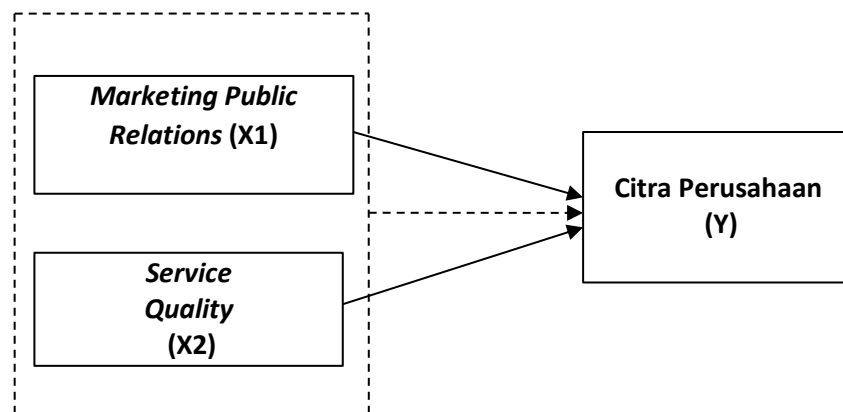 Marketing Public
Relations (X1)
Service
Quality
(X2)
Citra Perusahaan
(Y)